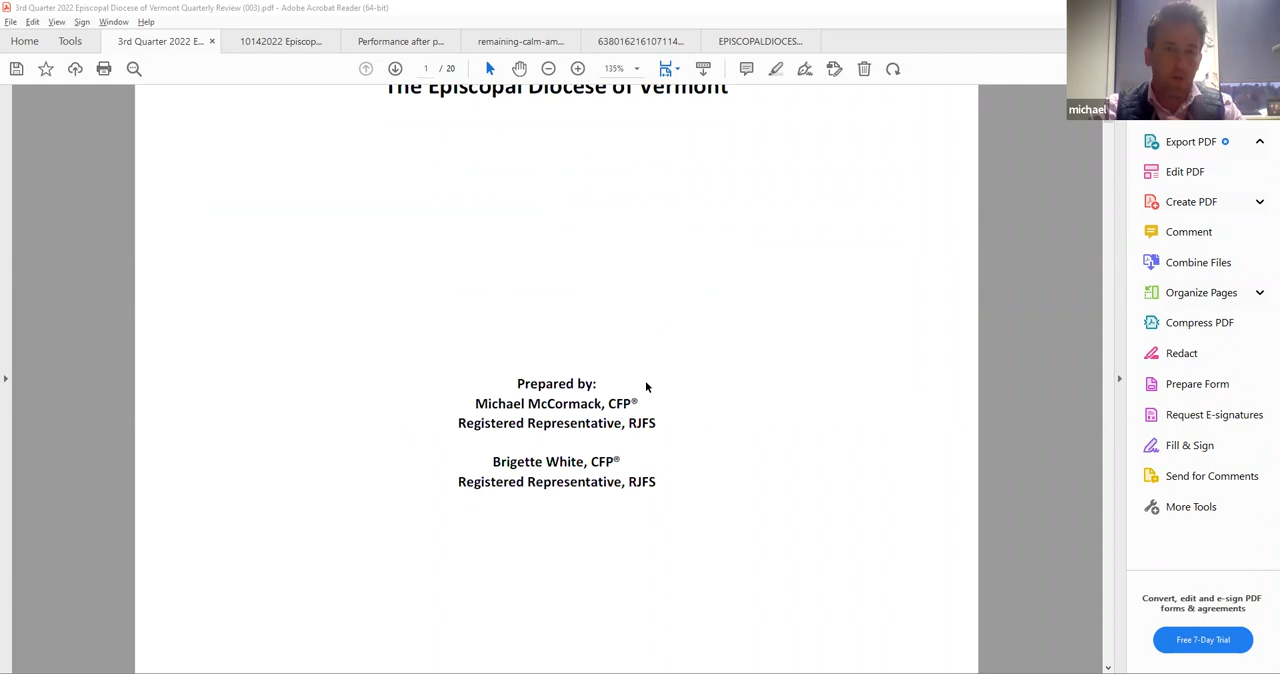 3rd Quarter 2022 Episcopal Diocese of Vermont Quarterly Review (003).pdf - Adobe Acrobat Reader (64-bit)
File Edit View Sign Window Help
Home Tools 3rd Quarter 2022 E... × 10142022 Episcop... Performance after p... remaining-calm-am... 638016216107114... EPISCOPALDIOCES...
1 / 20 135%
michael
The Episcopal Diocese of Vermont
Prepared by:
Michael McCormack, CFP®
Registered Representative, RJFS
Brigette White, CFP®
Registered Representative, RJFS
Export PDF
Edit PDF
Create PDF
Comment
Combine Files
Organize Pages
Compress PDF
Redact
Prepare Form
Request E-signatures
Fill & Sign
Send for Comments
More Tools
Convert, edit and e-sign PDF
forms & agreements
Free 7-Day Trial